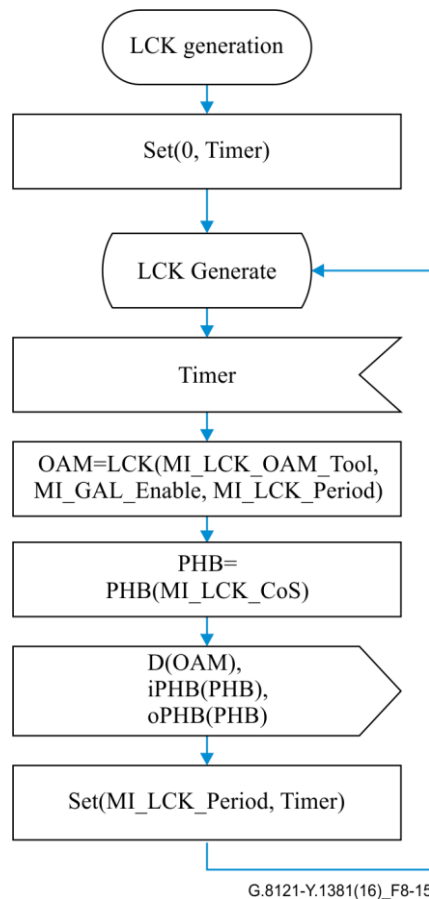 LCK generation
Set(0, Timer)
LCK Generate
Timer
OAM=LCK(MI_LCK_OAM_Tool,
MI_GAL_Enable, MI_LCK_Period)
PHB=
PHB(MI_LCK_CoS)
D(OAM),
iPHB(PHB),
oPHB(PHB)
Set(MI_LCK_Period, Timer)
G.8121-Y.1381(16)_F8-15